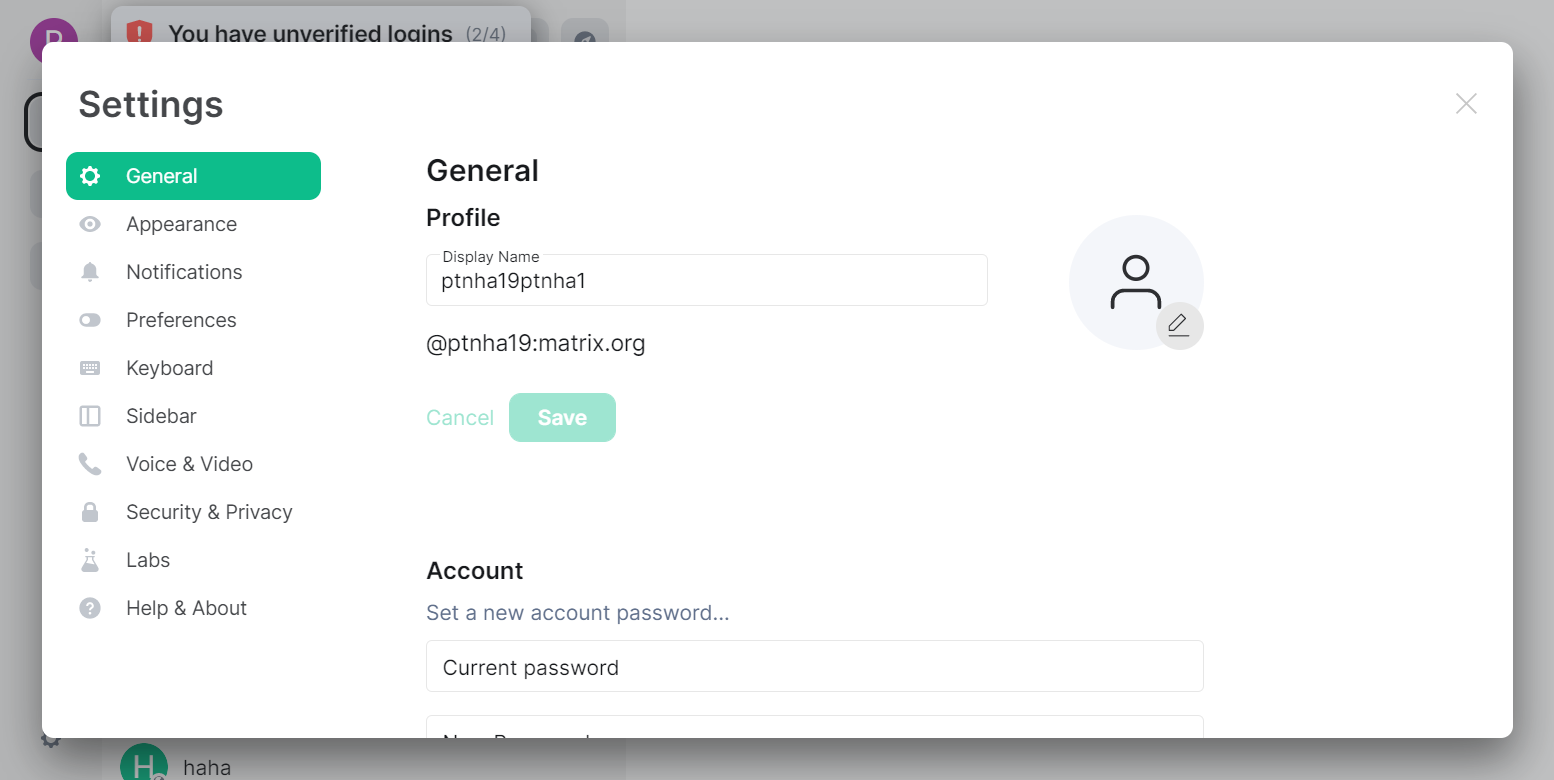 P
You have unverified logins (2/4)
Settings
General
Appearance
Notifications
Preferences
Keyboard
Sidebar
Voice & Video
Security & Privacy
Labs
Help & About
General
Profile
Display Name
ptnha19ptnha1
@ptnha19:matrix.org
Cancel Save
Account
Set a new account password...
Current password
New Password
H haha